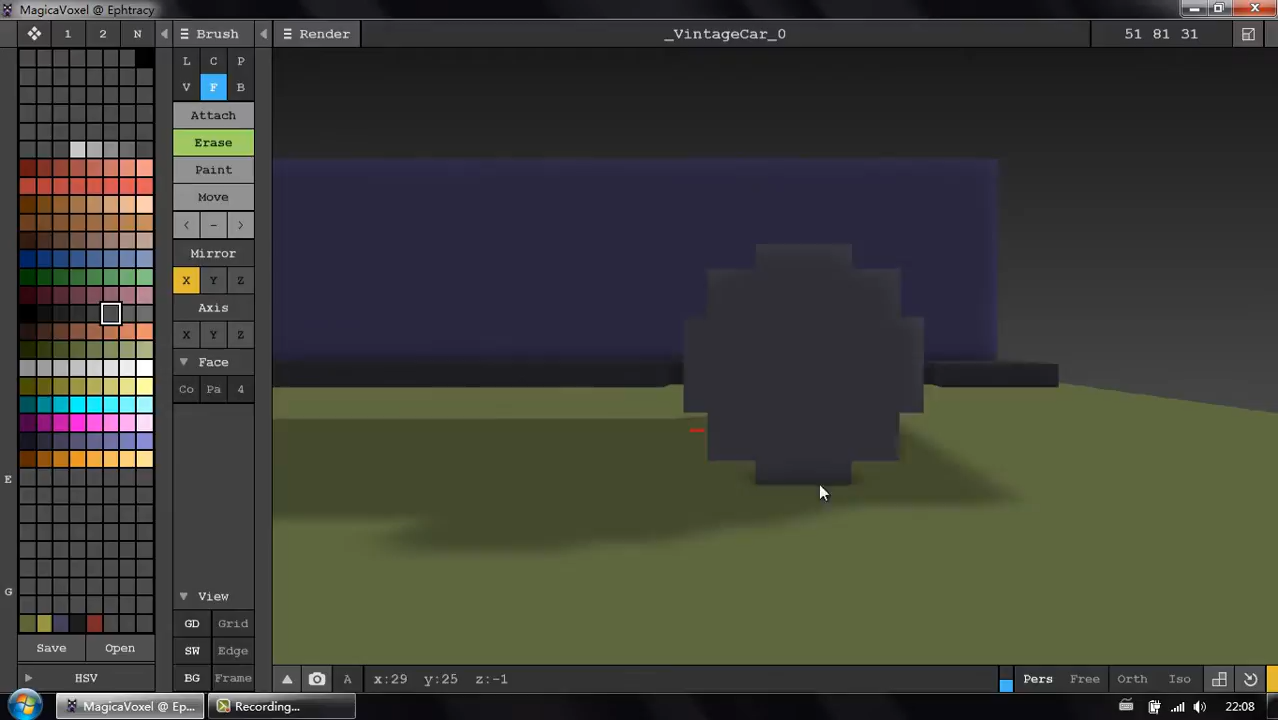 MagicaVoxel @ Ephtracy
1 2 N Brush Render _VintageCar_0 51 81 31
L C P
V F B
Attach
Erase
Paint
Move
< - >
Mirror
X Y Z
Axis
X Y Z
Face
Co Pa 4
E
G
View
GD Grid
SW Edge
BG Frame
Save Open
HSV
A x:29 y:25 z:-1 Pers Free Orth Iso
MagicaVoxel @ Ep... Recording... 22:08